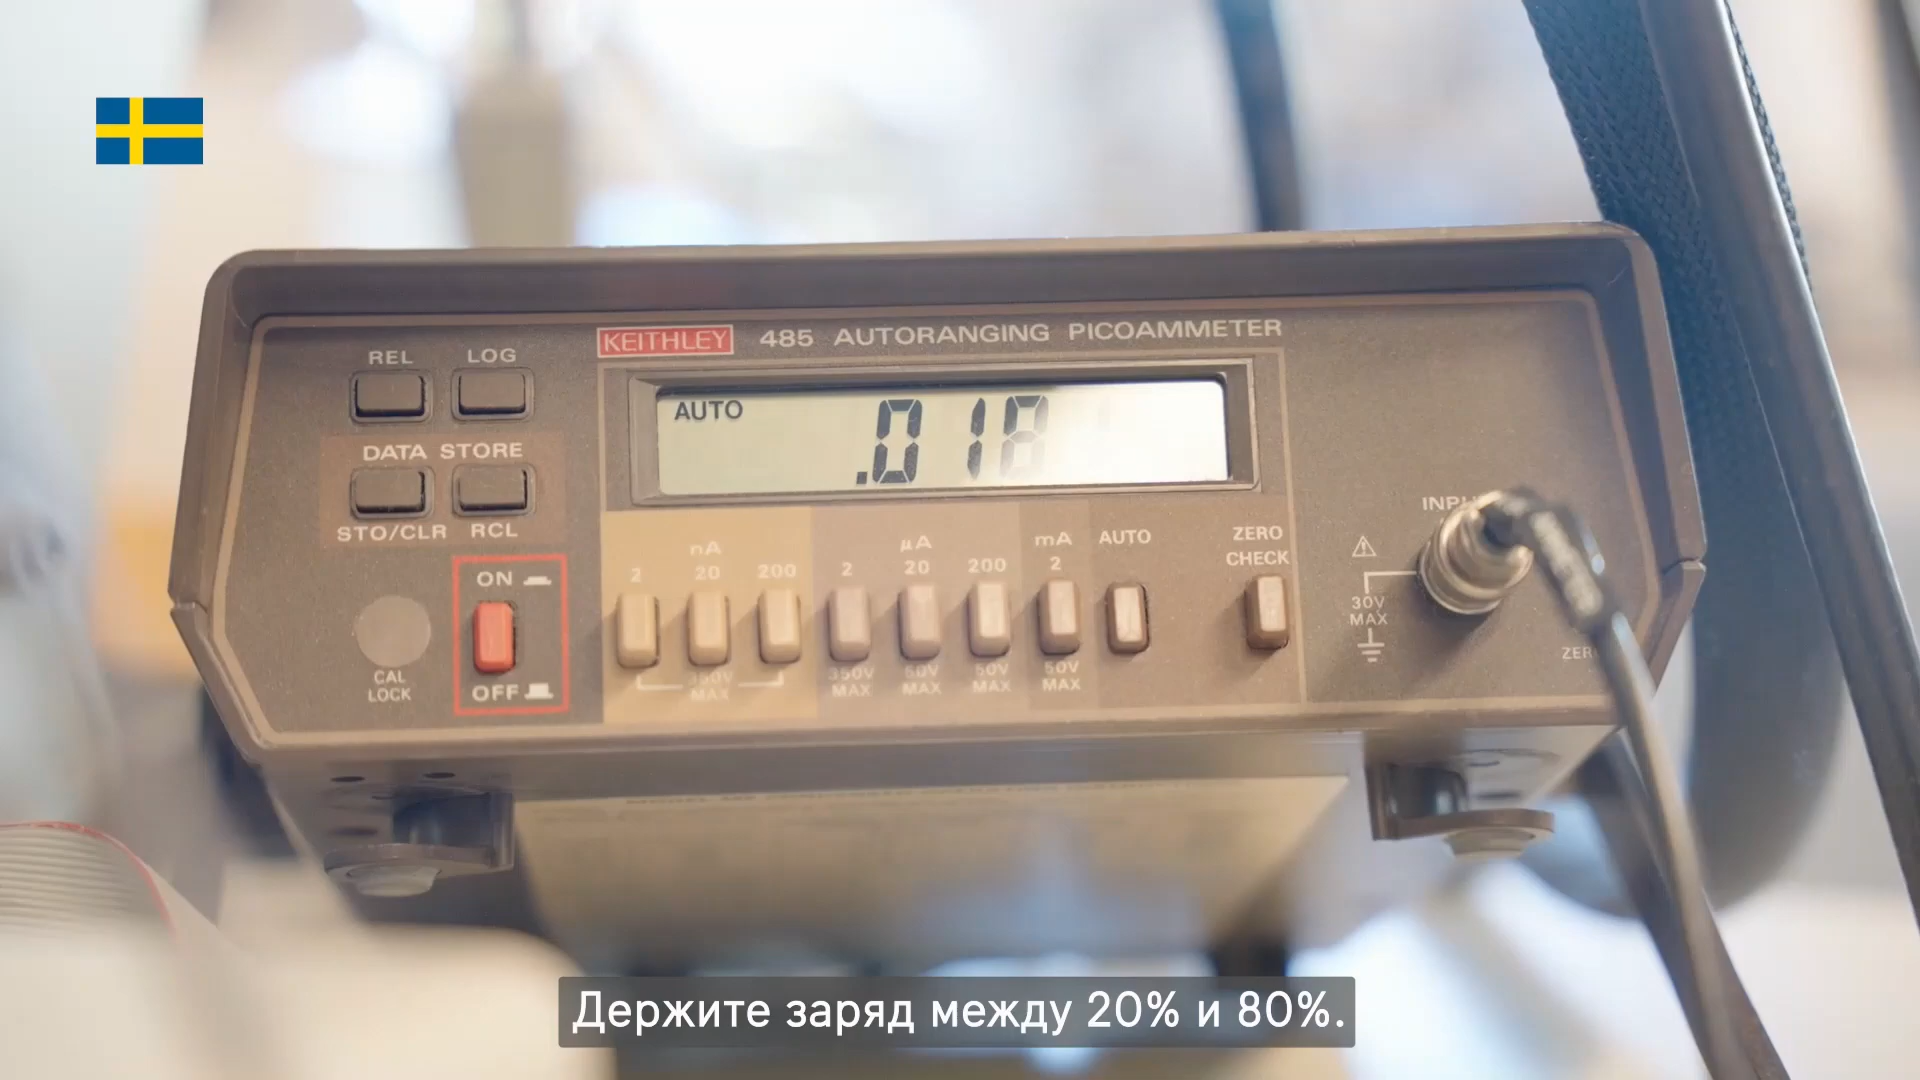 KEITHLEY 485 AUTORANGING PICOAMMETER
REL LOG
AUTO
.018
DATA STORE
STO/CLR RCL
ON
OFF
CAL
LOCK
nA
2 20 200
350V
MAX
µA
2 20 200
350V 50V 50V
MAX MAX MAX
mA
2
50V
MAX
AUTO
ZERO
CHECK
30V
MAX
Держите заряд между 20% и 80%.